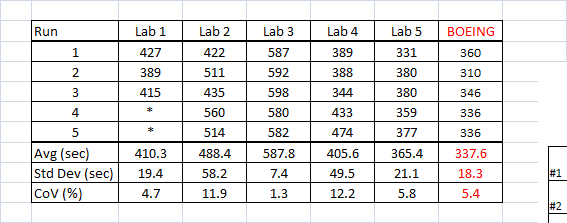 Run Lab 1 Lab 2 Lab 3 Lab 4 Lab 5 BOEING
1 427 422 587 389 331 360
2 389 511 592 388 380 310
3 415 435 598 344 380 346
4 * 560 580 433 359 336
5 * 514 582 474 377 336
Avg (sec) 410.3 488.4 587.8 405.6 365.4 337.6
Std Dev (sec) 19.4 58.2 7.4 49.5 21.1 18.3
CoV (%) 4.7 11.9 1.3 12.2 5.8 5.4
#1
#2